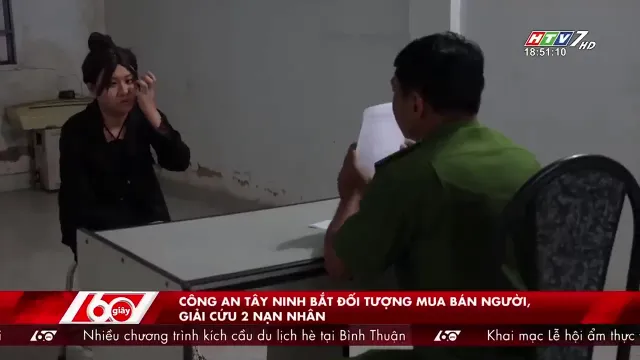 HTV7 HD
18:51:10
60 giây
CÔNG AN TÂY NINH BẮT ĐỐI TƯỢNG MUA BÁN NGƯỜI,
GIẢI CỨU 2 NẠN NHÂN
60 Nhiều chương trình kích cầu du lịch hè tại Bình Thuận 60 Khai mạc Lễ hội ẩm thực